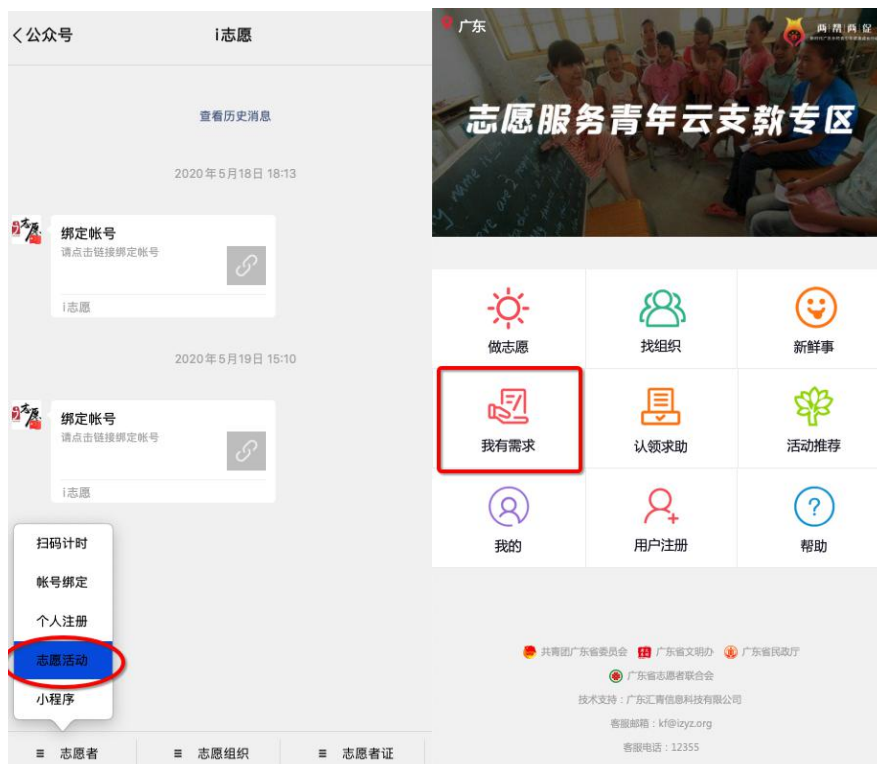 公众号
i志愿
查看历史消息
2020年5月18日 18:13
绑定帐号
请点击链接绑定帐号
i志愿
2020年5月19日 15:10
绑定帐号
请点击链接绑定帐号
i志愿
扫码计时
帐号绑定
个人注册
志愿活动
小程序
志愿者
志愿组织
志愿者证
广东
两帮两促
志愿服务青年云支教专区
做志愿
找组织
新鲜事
我有需求
认领求助
活动推荐
我的
用户注册
帮助
共青团广东省委员会 广东省文明办 广东省民政厅
广东省志愿者联合会
技术支持：广东汇青信息科技有限公司
客服邮箱：kf@izyz.org
客服电话：12355